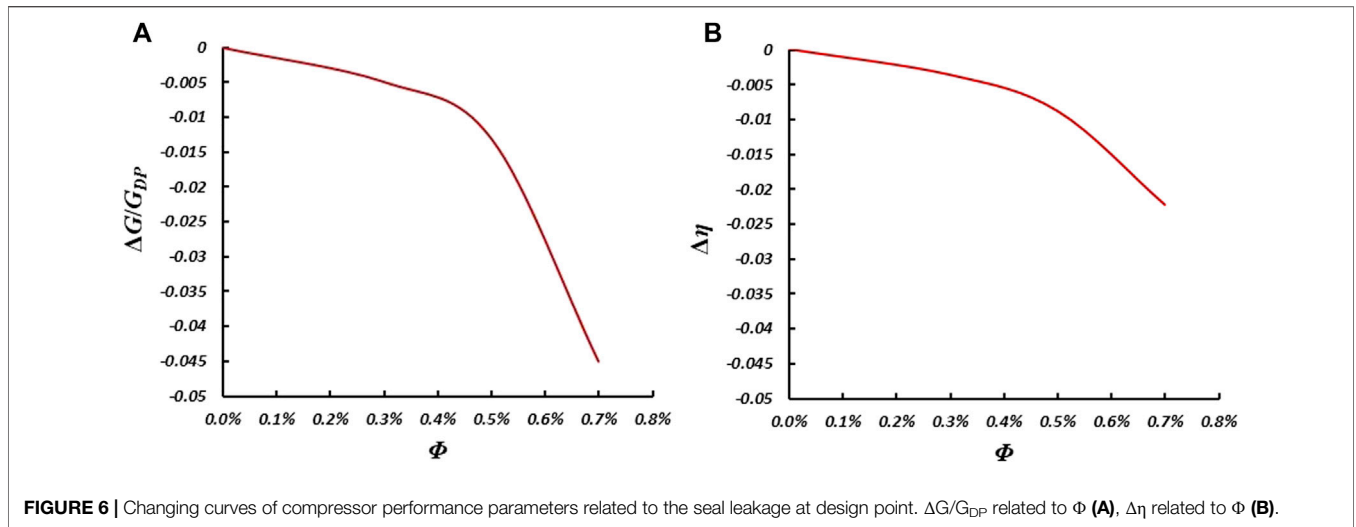 A
0
-0.005
-0.01
-0.015
-0.02
-0.025
-0.03
-0.035
-0.04
-0.045
-0.05
ΔG/G_DP
0.0% 0.1% 0.2% 0.3% 0.4% 0.5% 0.6% 0.7% 0.8%
Φ
B
0
-0.005
-0.01
-0.015
-0.02
-0.025
-0.03
-0.035
-0.04
-0.045
-0.05
Δη
0.0% 0.1% 0.2% 0.3% 0.4% 0.5% 0.6% 0.7% 0.8%
Φ
FIGURE 6 | Changing curves of compressor performance parameters related to the seal leakage at design point. ΔG/G_DP related to Φ (A), Δη related to Φ (B).